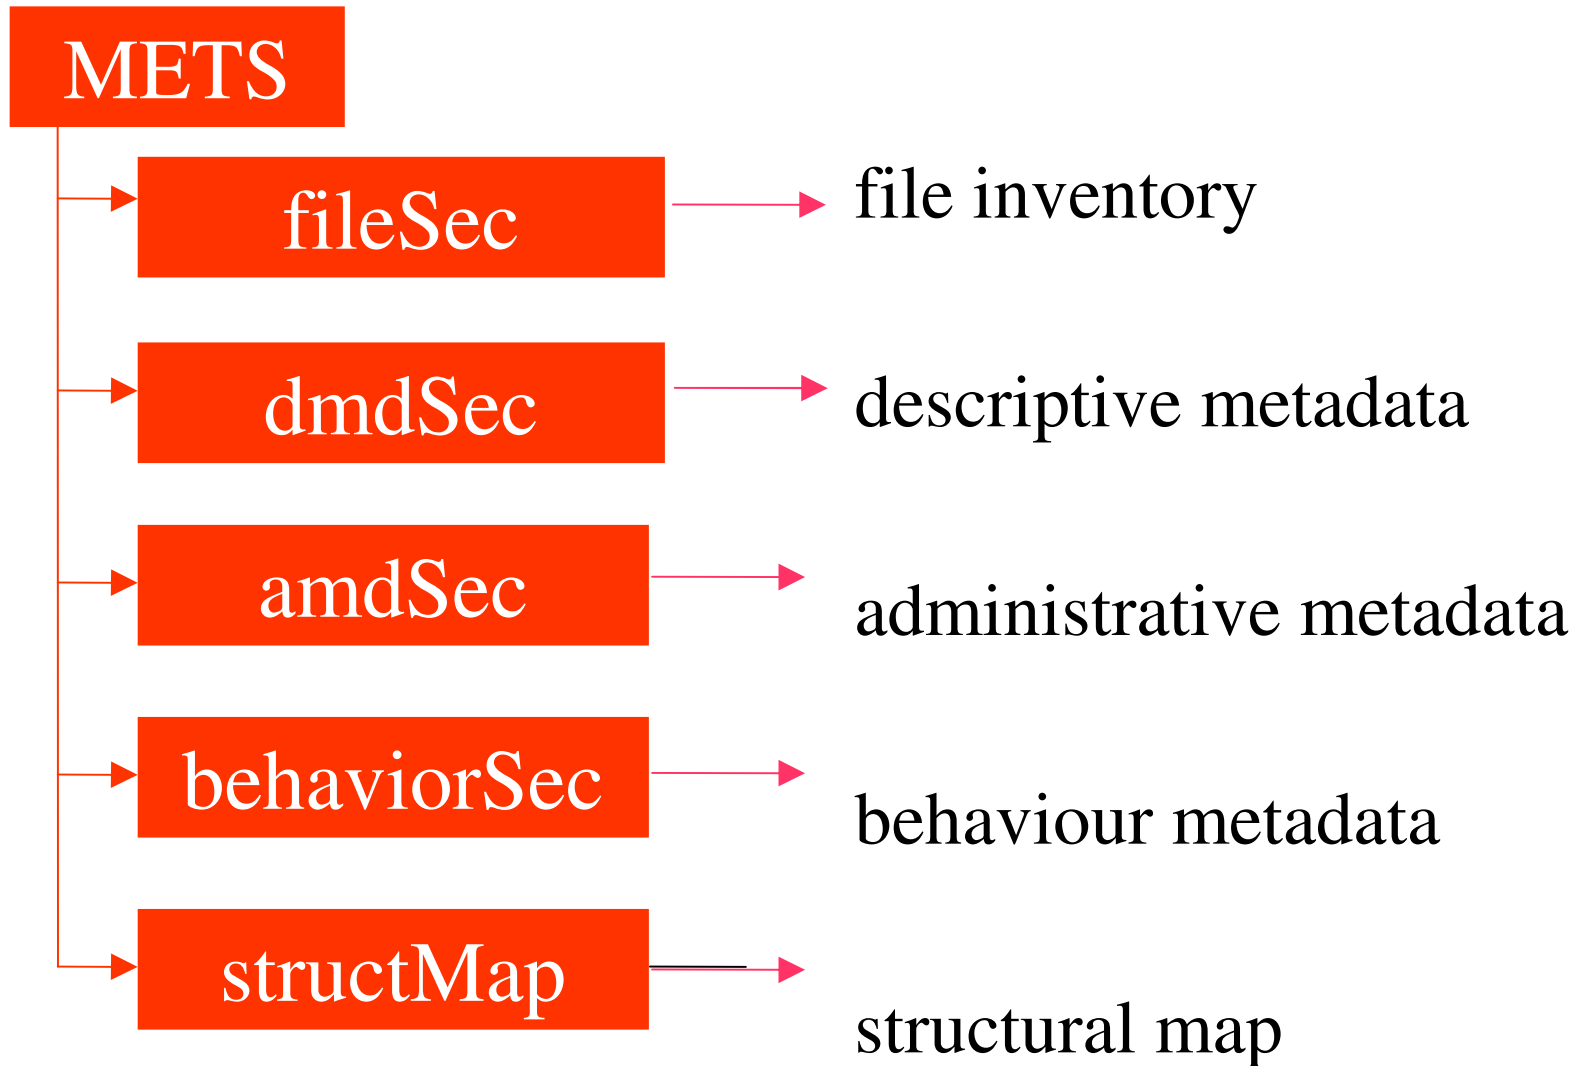 METS
fileSec
file inventory
dmdSec
descriptive metadata
amdSec
administrative metadata
behaviorSec
behaviour metadata
structMap
structural map